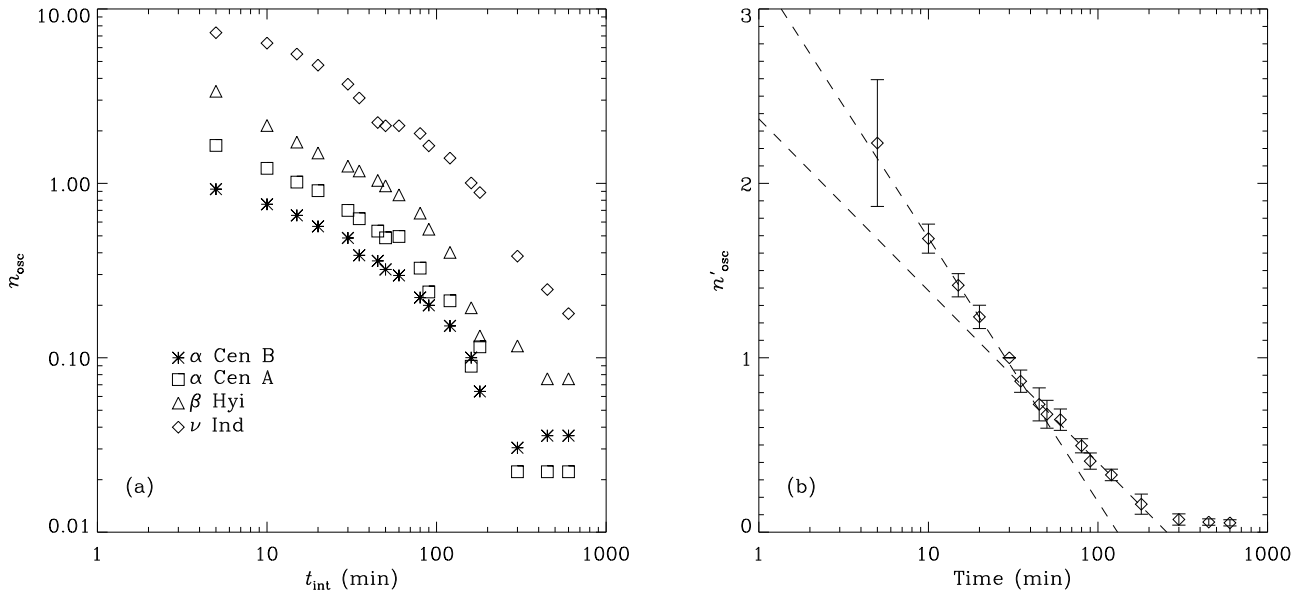 10.00
1.00
0.10
0.01
n_osc
α Cen B
α Cen A
β Hyi
ν Ind
(a)
1 10 100 1000
t_int (min)
3
2
1
0
n'_osc
(b)
1 10 100 1000
Time (min)